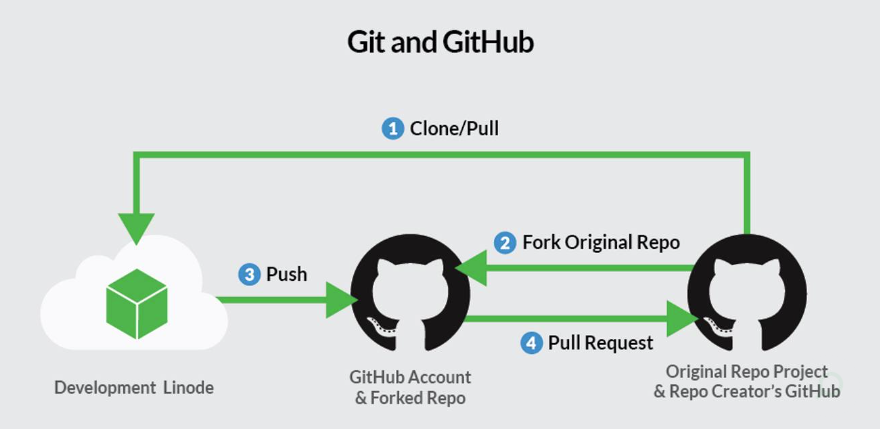 Git and GitHub
1 Clone/Pull
2 Fork Original Repo
3 Push
4 Pull Request
Development Linode
GitHub Account
& Forked Repo
Original Repo Project
& Repo Creator's GitHub